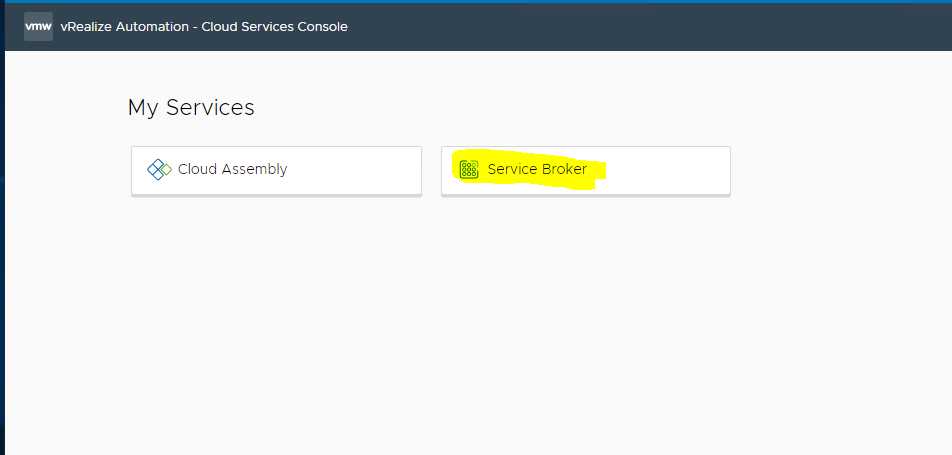 vmw vRealize Automation - Cloud Services Console
My Services
Cloud Assembly
Service Broker